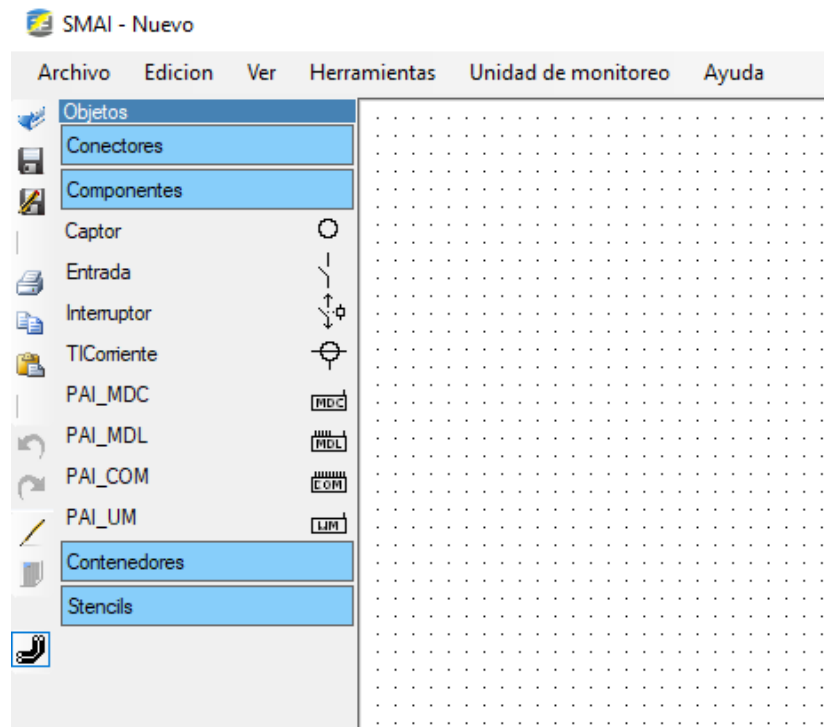 SMAI - Nuevo
Archivo Edicion Ver Herramientas Unidad de monitoreo Ayuda
Objetos
Conectores
Componentes
Captor
Entrada
Interruptor
TICorriente
PAI_MDC MDC
PAI_MDL MDL
PAI_COM COM
PAI_UM UM
Contenedores
Stencils